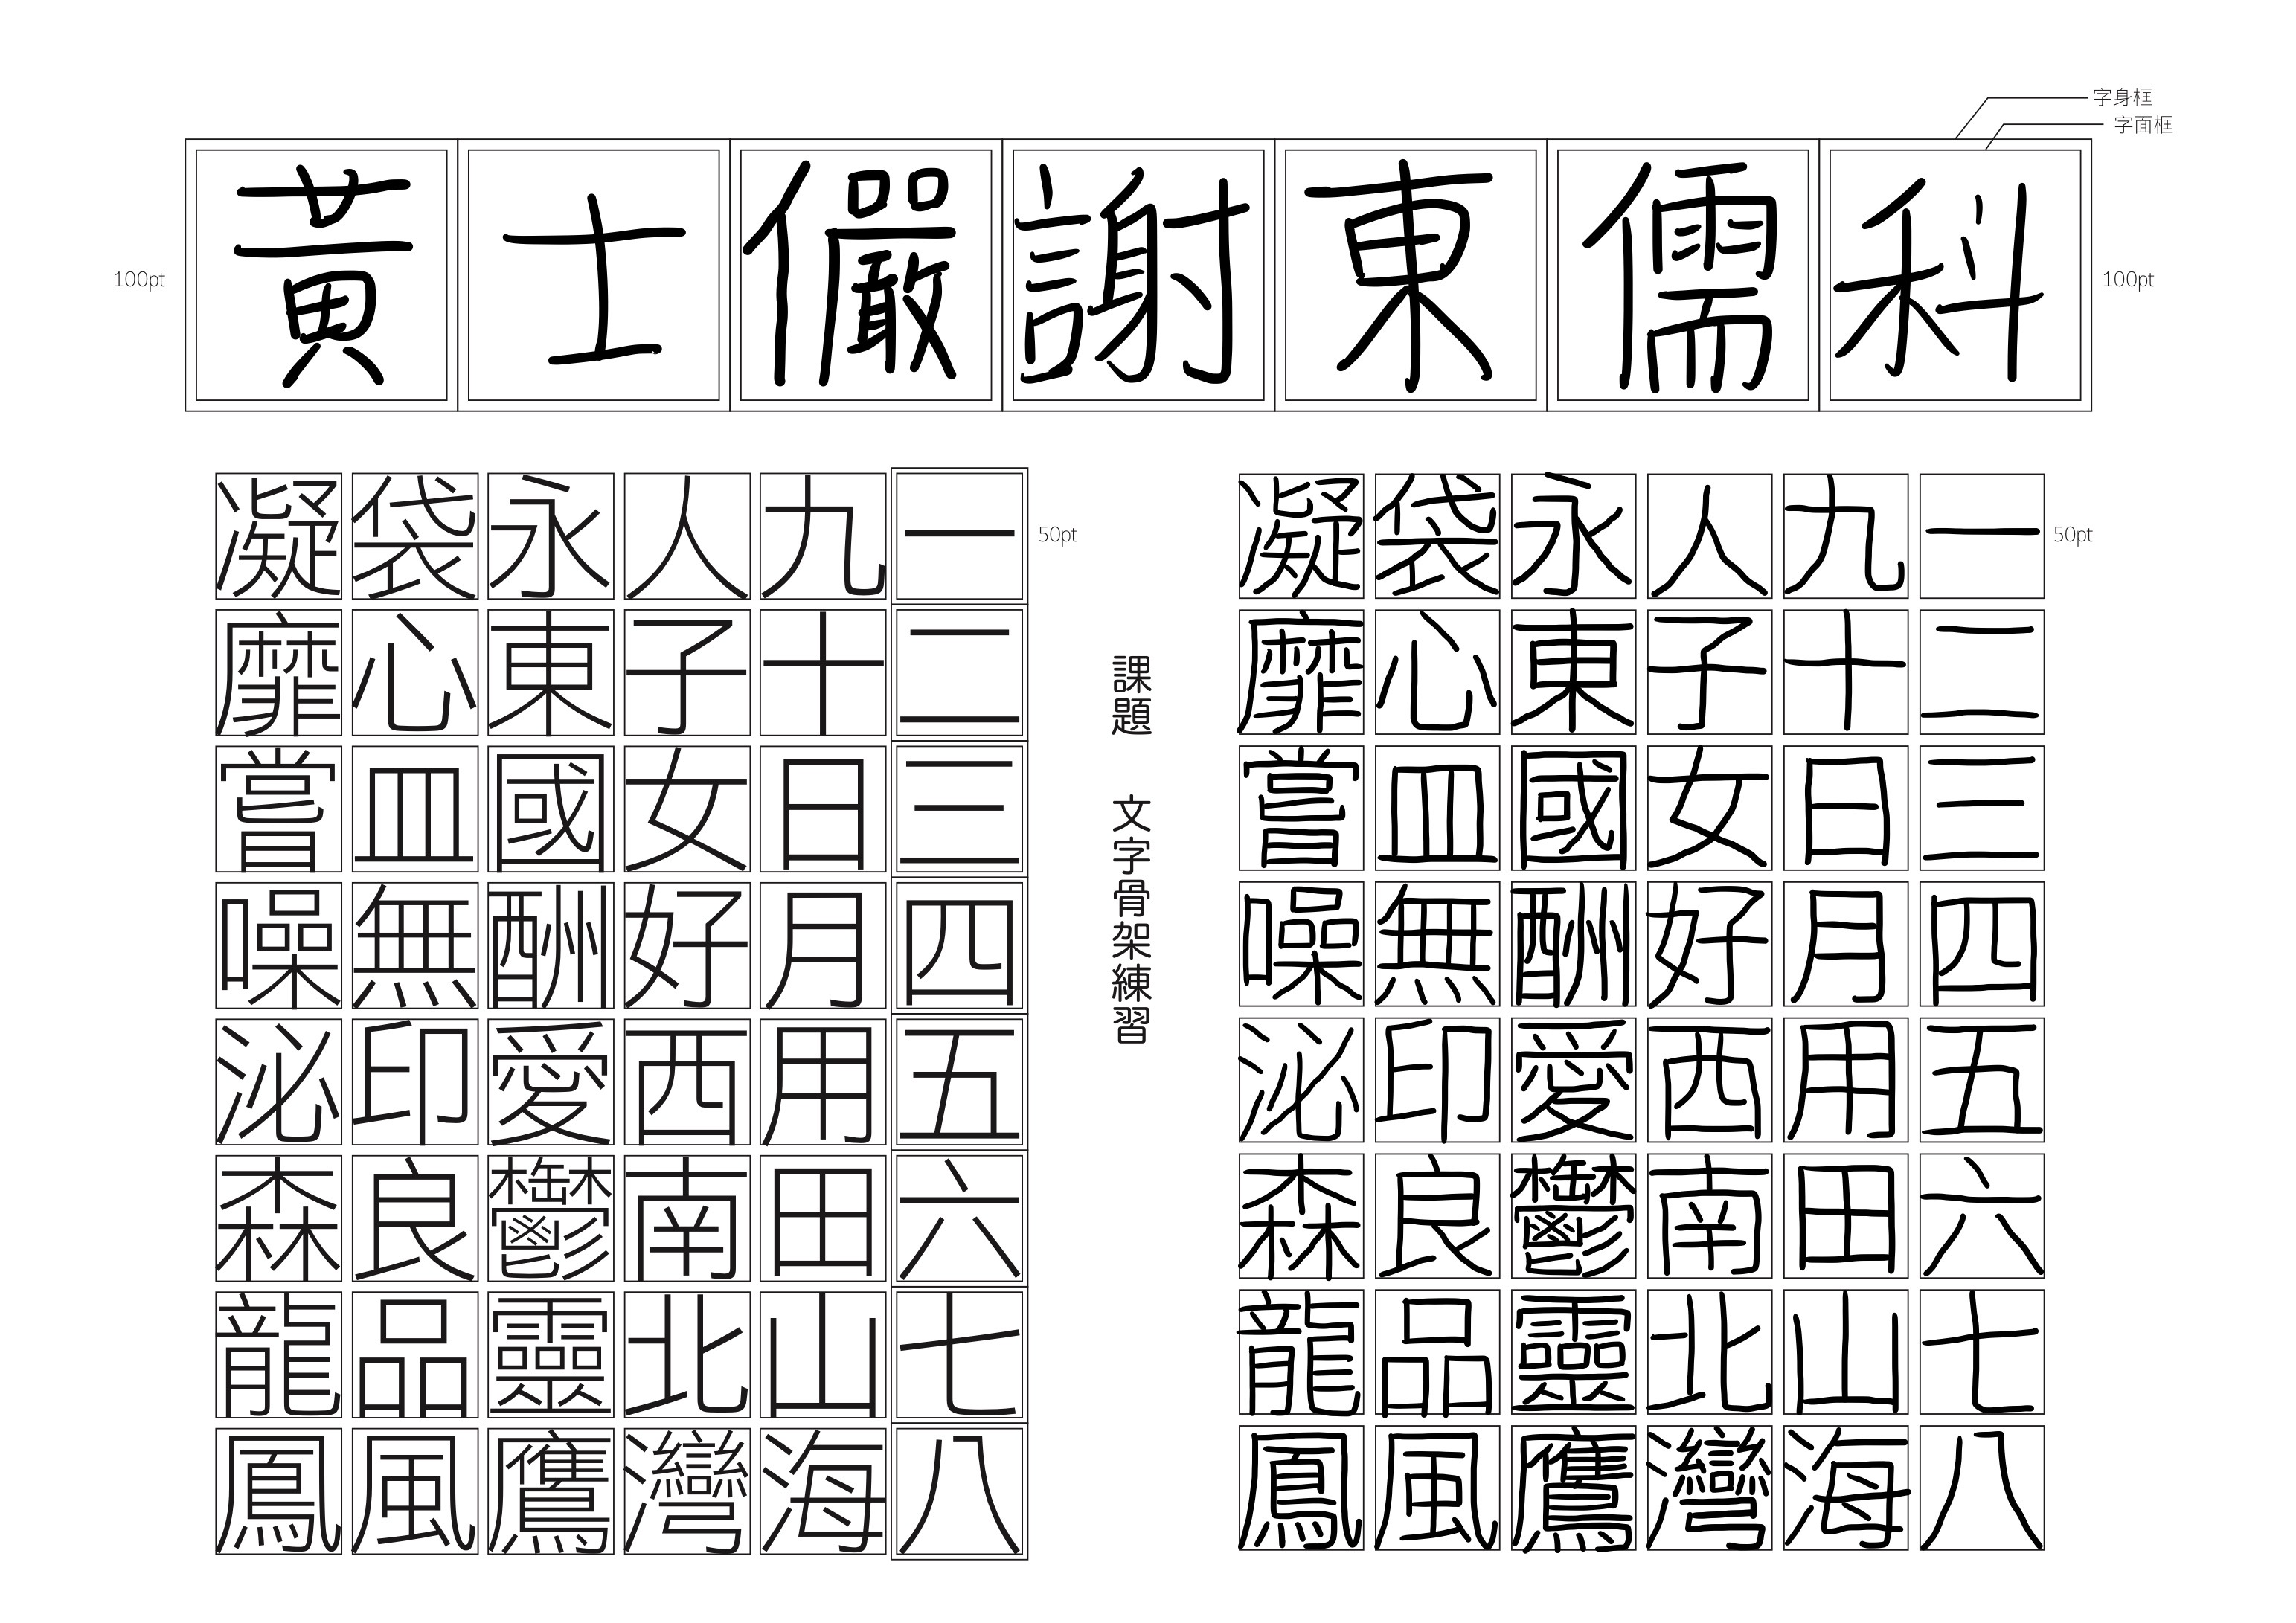 字身框
字面框
100pt
黃士儼謝東儒科
100pt
50pt
一二三四五六七八
九十日月用田山海
人子女好西南北灣
永東國酬愛鬱靈鷹
袋心皿無印良品風
凝靡嘗噪泌森龍鳳
課題 文字骨架練習
50pt
一二三四五六七八
九十日月用田山海
人子女好西南北灣
永東國酬愛鬱靈鷹
袋心皿無印良品風
凝靡嘗噪泌森龍鳳